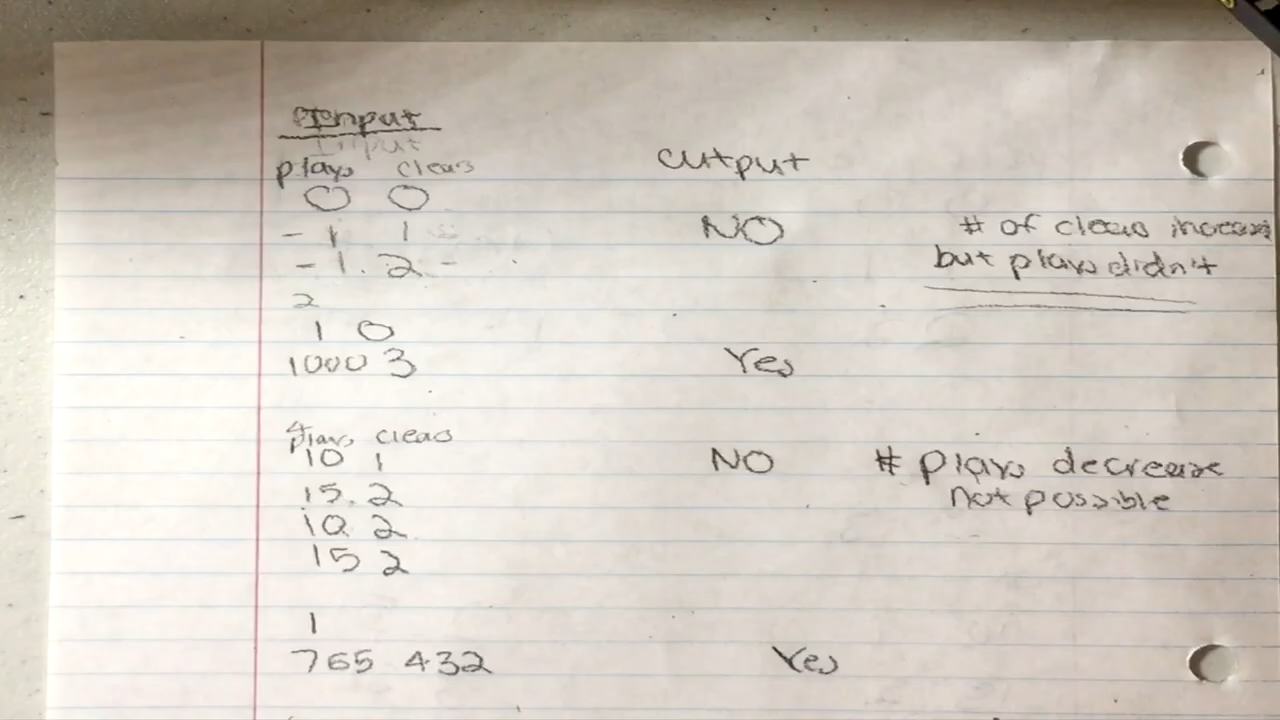 Input
Input
plays clears
output
0 0
- 1 1
NO
# of clears increase
- 1. 2 -
but plays didn't
2
1 0
1000 3
Yes
4
plays clears
10 1
NO
# plays decrease
15. 2
not possible
10. 2
15 2
1
765 432
Yes